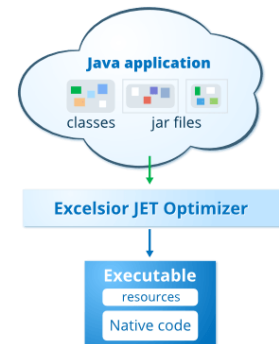 Java application
classes jar files
Excelsior JET Optimizer
Executable
resources
Native code